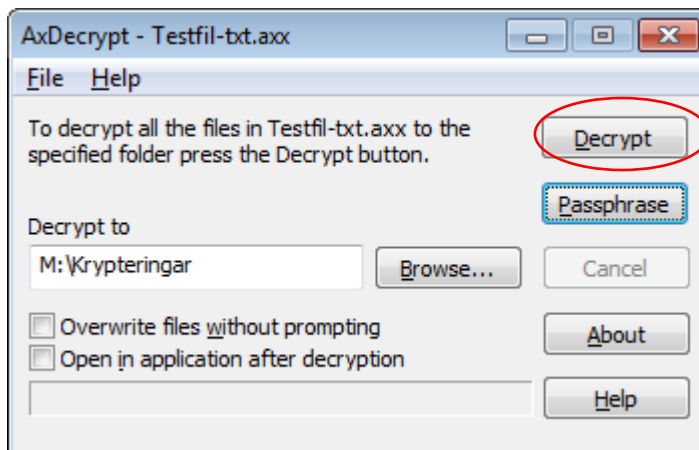 AxDecrypt - Testfil-txt.axx
File Help
To decrypt all the files in Testfil-txt.axx to the
specified folder press the Decrypt button.
Decrypt
Passphrase
Decrypt to
M:\Krypteringar
Browse...
Cancel
Overwrite files without prompting
Open in application after decryption
About
Help